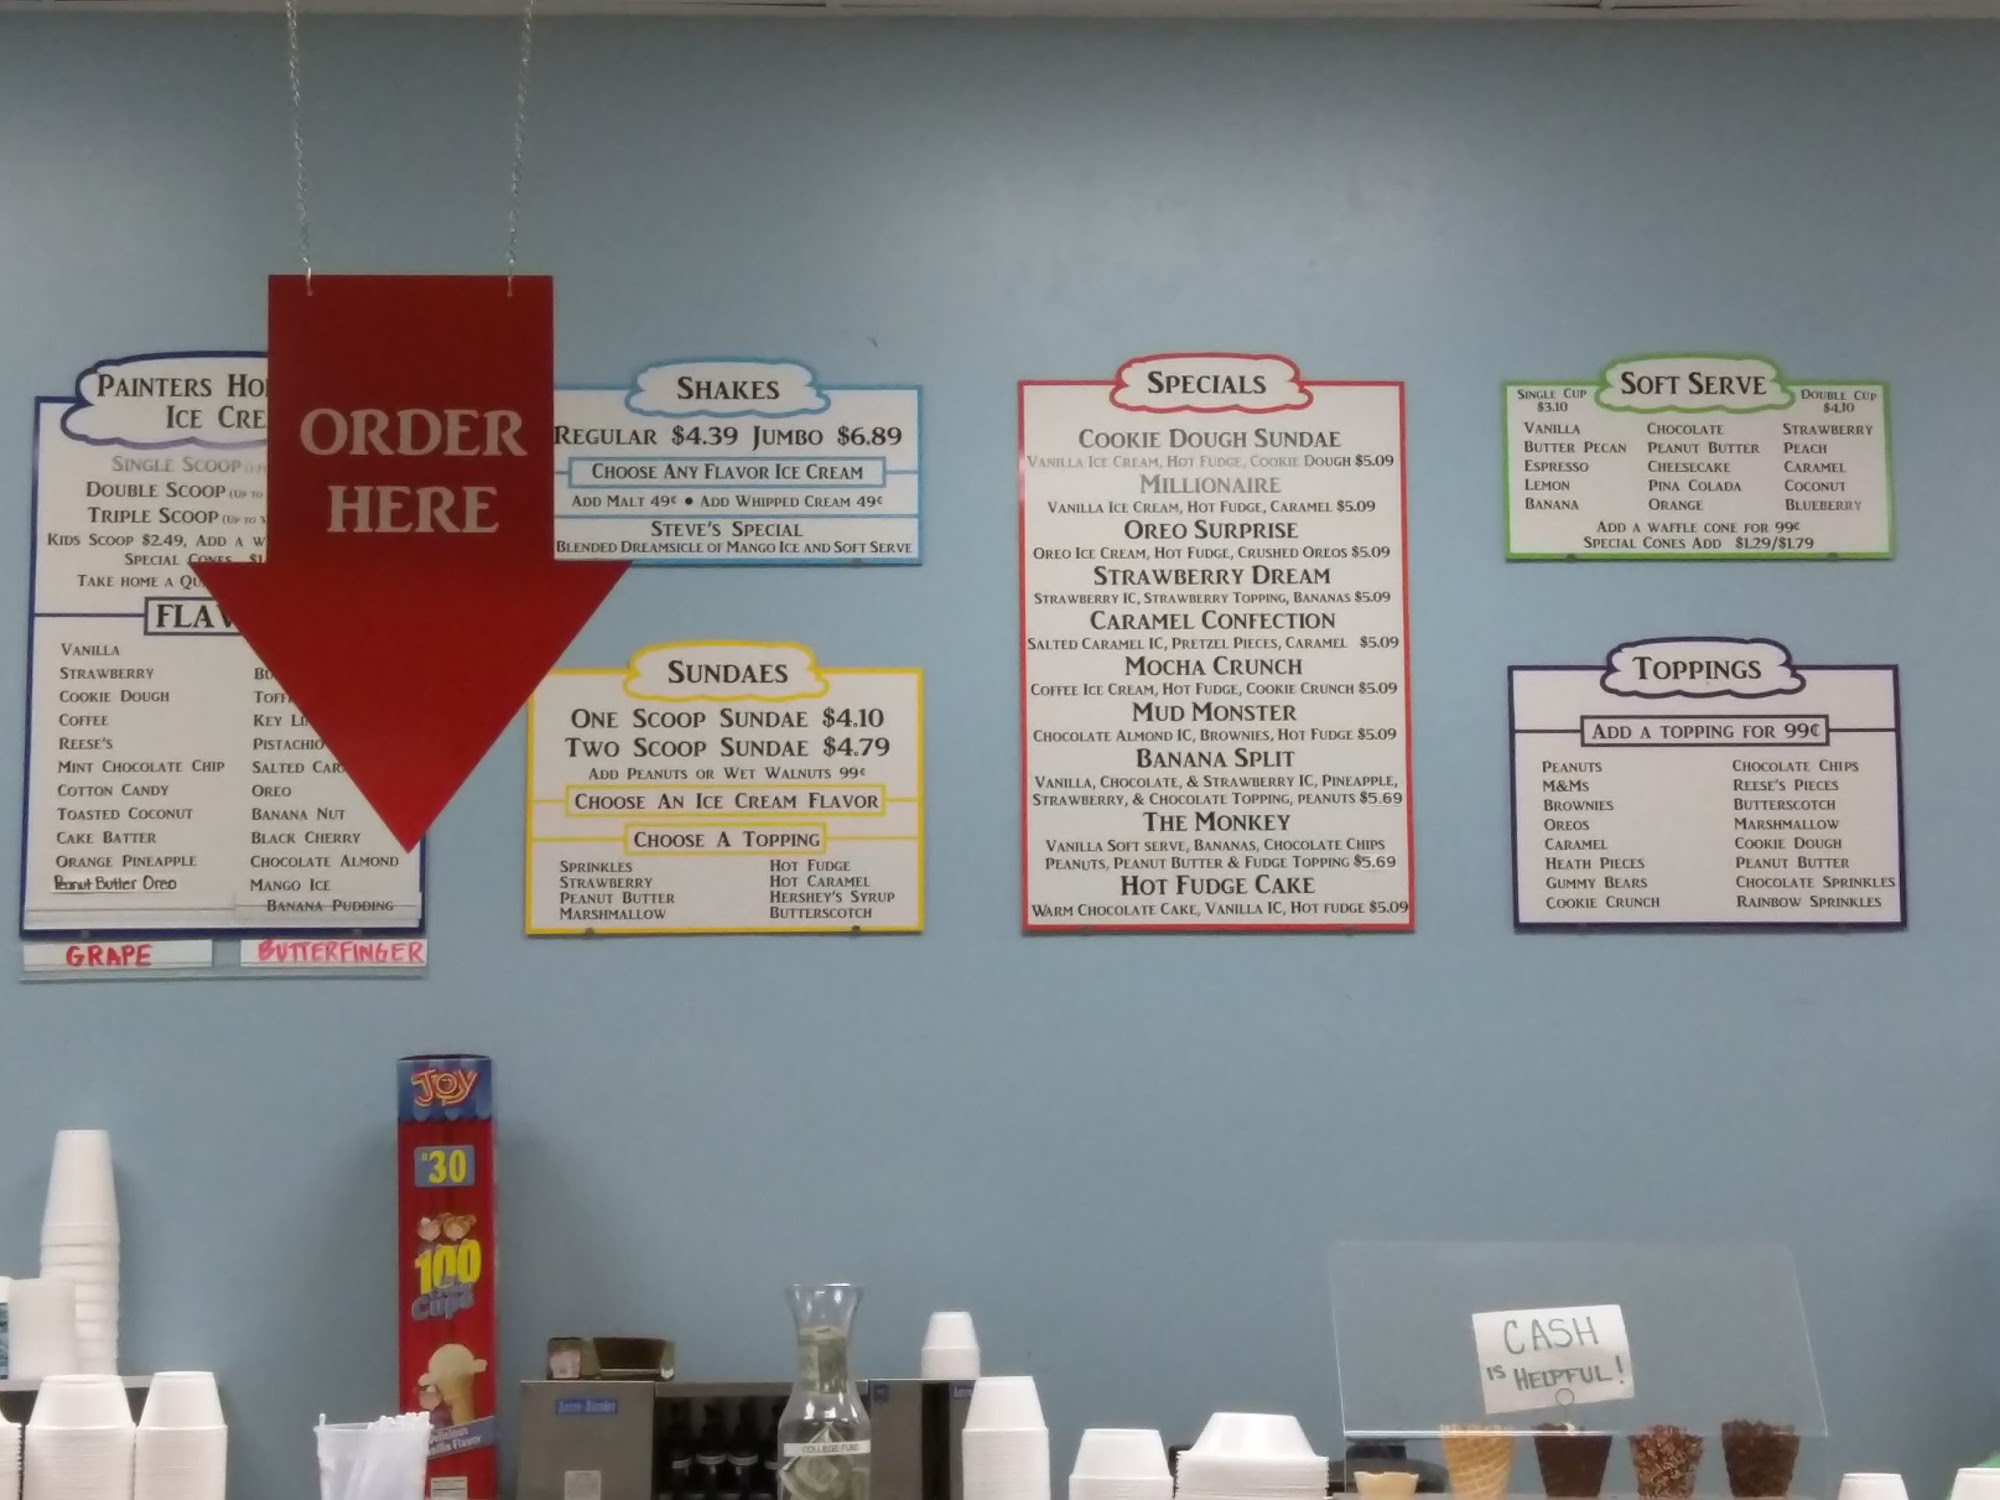 ORDER
HERE
PAINTERS
ICE
SINGLE SCOOP
DOUBLE SCOOP (UP TO
TRIPLE SCOOP (UP TO
KIDS SCOOP $2.49, ADD A
SPECIAL CONES
TAKE HOME A
VANILLA
STRAWBERRY
COOKIE DOUGH
COFFEE
REESE'S
MINT CHOCOLATE CHIP
COTTON CANDY
TOASTED COCONUT
CAKE BATTER
ORANGE PINEAPPLE
Peanut Butter Oreo
KEY
PISTACHIO
SALTED
OREO
BANANA NUT
BLACK CHERRY
CHOCOLATE ALMOND
MANGO ICE
BANANA PUDDING
GRAPE
BUTTERFINGER
SHAKES
REGULAR $4.39 JUMBO $6.89
CHOOSE ANY FLAVOR ICE CREAM
ADD MALT 49¢ • ADD WHIPPED CREAM 49¢
STEVE'S SPECIAL
BLENDED DREAMSICLE OF MANGO ICE AND SOFT SERVE
SUNDAES
ONE SCOOP SUNDAE $4.10
TWO SCOOP SUNDAE $4.79
ADD PEANUTS OR WET WALNUTS 99¢
CHOOSE AN ICE CREAM FLAVOR
CHOOSE A TOPPING
SPRINKLES
STRAWBERRY
PEANUT BUTTER
MARSHMALLOW
HOT FUDGE
HOT CARAMEL
HERSHEY'S SYRUP
BUTTERSCOTCH
SPECIALS
COOKIE DOUGH SUNDAE
VANILLA ICE CREAM, HOT FUDGE, COOKIE DOUGH $5.09
MILLIONAIRE
VANILLA ICE CREAM, HOT FUDGE, CARAMEL $5.09
OREO SURPRISE
OREO ICE CREAM, HOT FUDGE, CRUSHED OREOS $5.09
STRAWBERRY DREAM
STRAWBERRY IC, STRAWBERRY TOPPING, BANANAS $5.09
CARAMEL CONFECTION
SALTED CARAMEL IC, PRETZEL PIECES, CARAMEL $5.09
MOCHA CRUNCH
COFFEE ICE CREAM, HOT FUDGE, COOKIE CRUNCH $5.09
MUD MONSTER
CHOCOLATE ALMOND IC, BROWNIES, HOT FUDGE $5.09
BANANA SPLIT
VANILLA, CHOCOLATE, & STRAWBERRY IC, PINEAPPLE,
STRAWBERRY, & CHOCOLATE TOPPING, PEANUTS $5.69
THE MONKEY
VANILLA SOFT SERVE, BANANAS, CHOCOLATE CHIPS
PEANUTS, PEANUT BUTTER & FUDGE TOPPING $5.69
HOT FUDGE CAKE
WARM CHOCOLATE CAKE, VANILLA IC, HOT FUDGE $5.09
SOFT SERVE
SINGLE CUP
$3.10
DOUBLE CUP
$4.10
VANILLA
BUTTER PECAN
ESPRESSO
LEMON
BANANA
CHOCOLATE
PEANUT BUTTER
CHEESECAKE
PINA COLADA
ORANGE
STRAWBERRY
PEACH
CARAMEL
COCONUT
BLUEBERRY
ADD A WAFFLE CONE FOR 99¢
SPECIAL CONES ADD $1.29/$1.79
TOPPINGS
ADD A TOPPING FOR 99¢
PEANUTS
M&MS
BROWNIES
OREOS
CARAMEL
HEATH PIECES
GUMMY BEARS
COOKIE CRUNCH
CHOCOLATE CHIPS
REESE'S PIECES
BUTTERSCOTCH
MARSHMALLOW
COOKIE DOUGH
PEANUT BUTTER
CHOCOLATE SPRINKLES
RAINBOW SPRINKLES
JOY
#30
100
Cups
Delicious
Vanilla Flavor
COLLEGE FUND
CASH
IS HELPFUL!